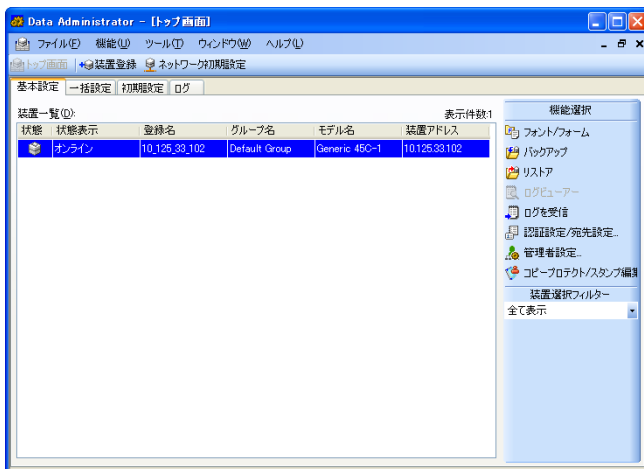 Data Administrator - [トップ画面]
ファイル(F) 機能(U) ツール(T) ウィンドウ(W) ヘルプ(L)
トップ画面 装置登録 ネットワーク初期設定
基本設定 一括設定 初期設定 ログ
装置一覧(D): 表示件数:1
状態 状態表示 登録名 グループ名 モデル名 装置アドレス
オンライン 10_125_33_102 Default Group Generic 45C-1 10.125.33.102
機能選択
フォント/フォーム
バックアップ
リストア
ログビューアー
ログを受信
認証設定/宛先設定...
管理者設定...
コピープロテクト/スタンプ編集
装置選択フィルター
全て表示